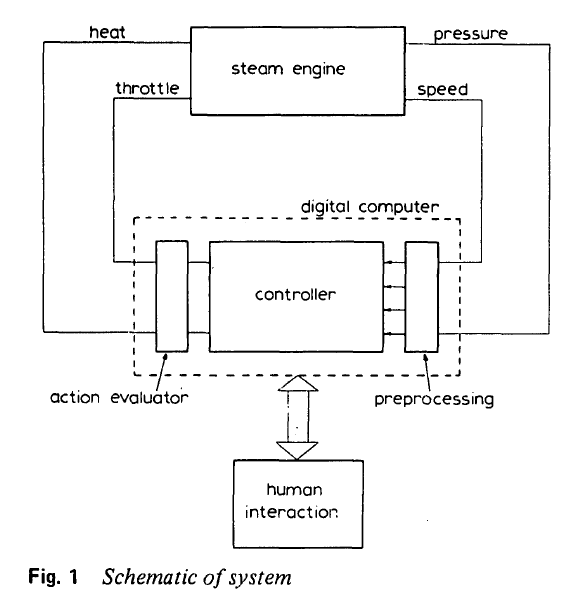 heat
pressure
steam engine
throttle
speed
digital computer
controller
action evaluator
preprocessing
human
interaction
Fig. 1 Schematic of system